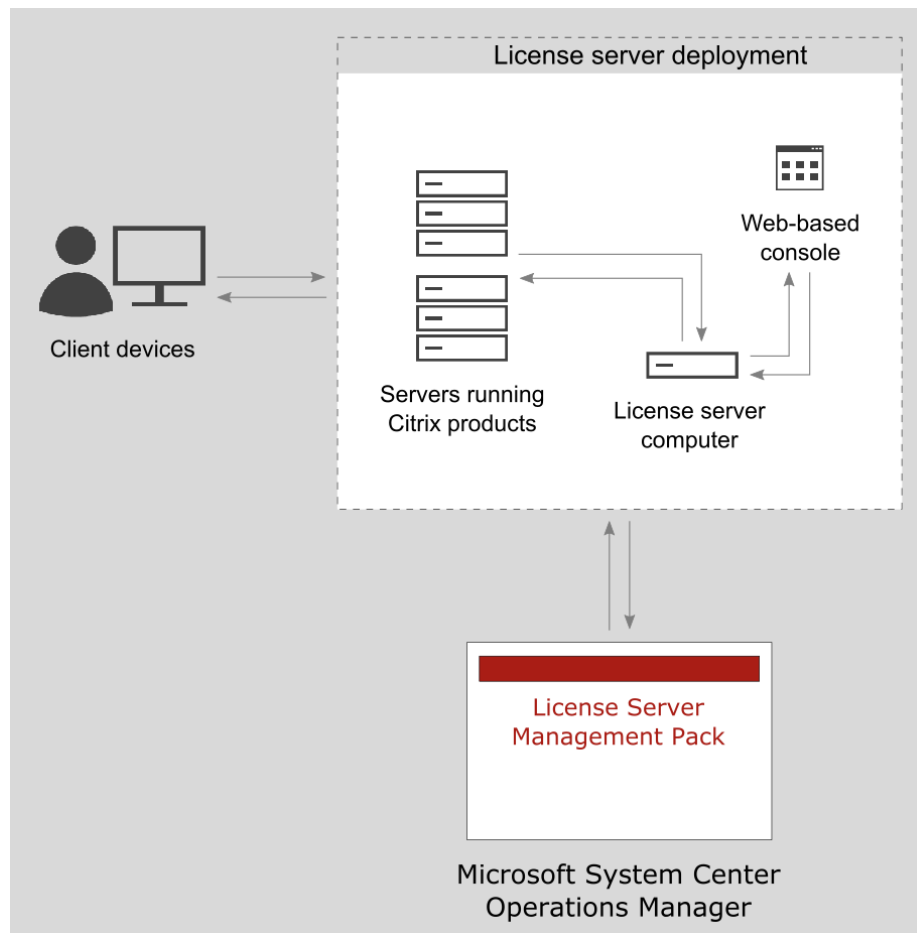 License server deployment
Web-based
console
Client devices
Servers running
Citrix products
License server
computer
License Server
Management Pack
Microsoft System Center
Operations Manager